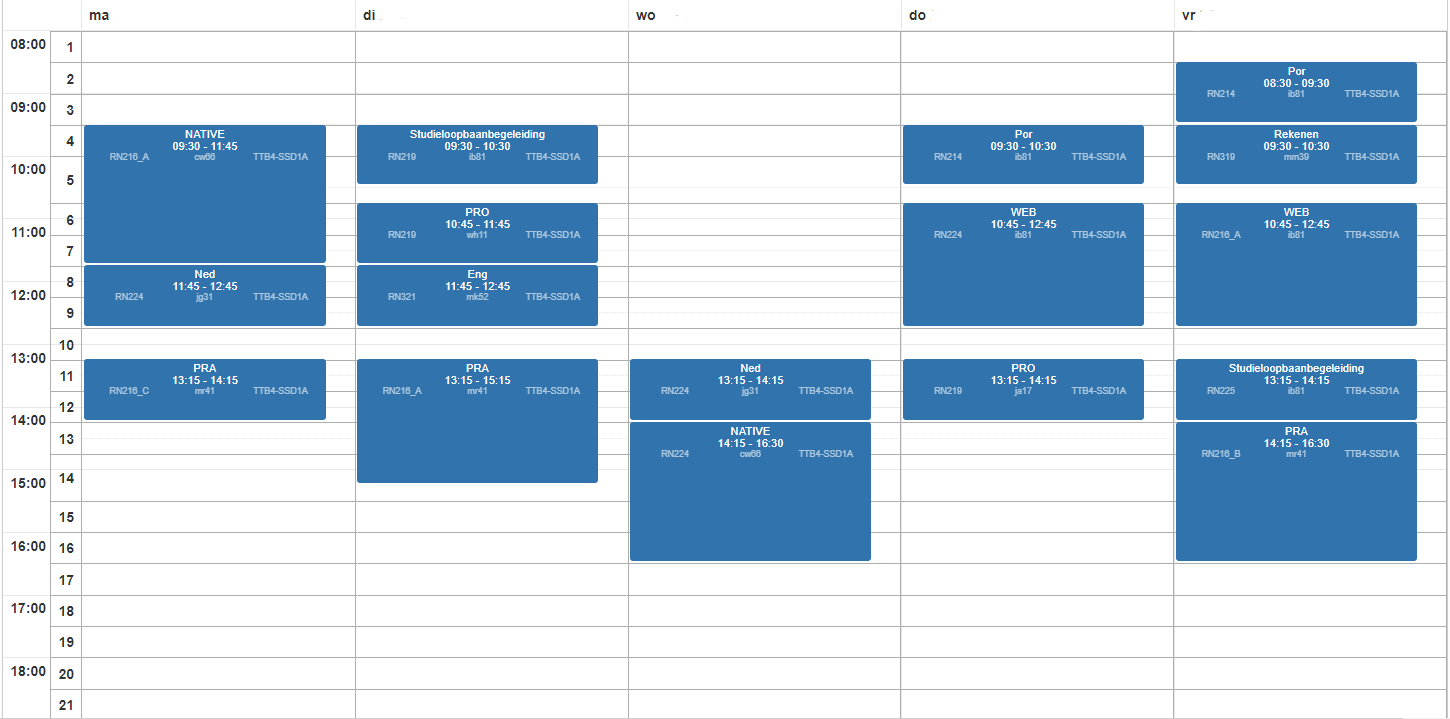 ma di wo do vr
08:00 1
2
09:00 3
4
10:00 5
6
11:00 7
8
12:00 9
10
13:00 11
12
14:00 13
14
15:00 15
16:00 16
17
17:00 18
19
18:00 20
21
NATIVE
09:30 - 11:45
RN216_A cw66 TTB4-SSD1A
Ned
11:45 - 12:45
RN224 jg31 TTB4-SSD1A
PRA
13:15 - 14:15
RN216_C mr41 TTB4-SSD1A
Studieloopbaanbegeleiding
09:30 - 10:30
RN219 ib81 TTB4-SSD1A
PRO
10:45 - 11:45
RN219 wh11 TTB4-SSD1A
Eng
11:45 - 12:45
RN321 mk52 TTB4-SSD1A
PRA
13:15 - 15:15
RN216_A mr41 TTB4-SSD1A
Ned
13:15 - 14:15
RN224 jg31 TTB4-SSD1A
NATIVE
14:15 - 16:30
RN224 cw66 TTB4-SSD1A
Por
09:30 - 10:30
RN214 ib81 TTB4-SSD1A
WEB
10:45 - 12:45
RN224 ib81 TTB4-SSD1A
PRO
13:15 - 14:15
RN219 ja17 TTB4-SSD1A
Por
08:30 - 09:30
RN214 ib81 TTB4-SSD1A
Rekenen
09:30 - 10:30
RN319 mm39 TTB4-SSD1A
WEB
10:45 - 12:45
RN216_A ib81 TTB4-SSD1A
Studieloopbaanbegeleiding
13:15 - 14:15
RN225 ib81 TTB4-SSD1A
PRA
14:15 - 16:30
RN216_B mr41 TTB4-SSD1A